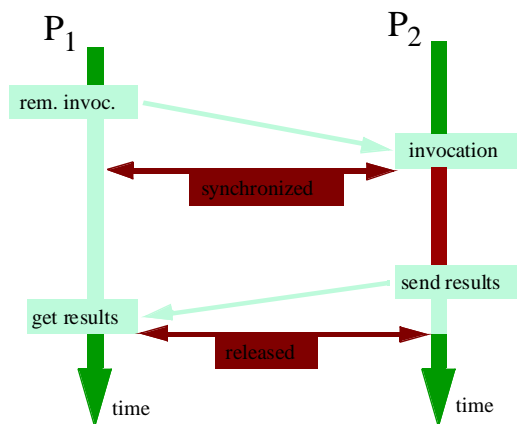 P1
P2
rem. invoc.
invocation
synchronized
send results
get results
released
time
time